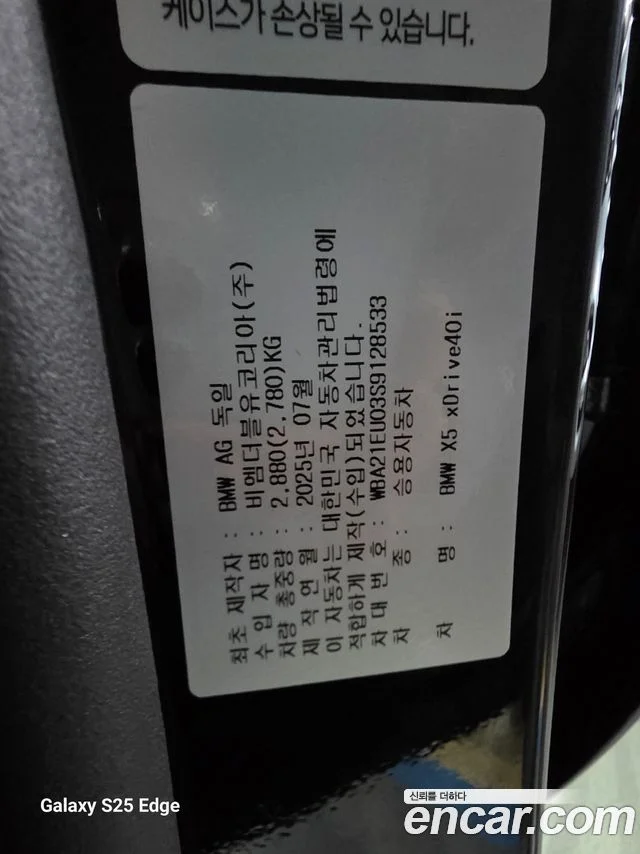 케이스가 손상될 수 있습니다.
최초 제작자 : BMW AG 독일
수 입 자 명 : 비엠더블유코리아(주)
차량 총중량 : 2,880(2,780)KG
제 작 연 월 : 2025년 07월
이 자동차는 대한민국 자동차관리법령에
적합하게 제작(수입)되었습니다.
차 대 번 호 : WBA21EU03S9128533
차 종 : 승용자동차
차 명 : BMW X5 xDrive40i
Galaxy S25 Edge
신뢰를 더하다
encar.com